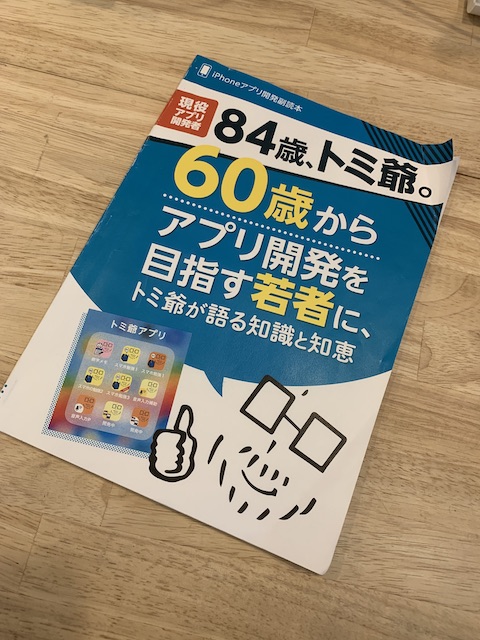 iPhoneアプリ開発副読本
現役
アプリ
開発者
84歳、トミ爺。
60歳から
アプリ開発を
目指す若者に、
トミ爺が語る知識と知恵
トミ爺アプリ